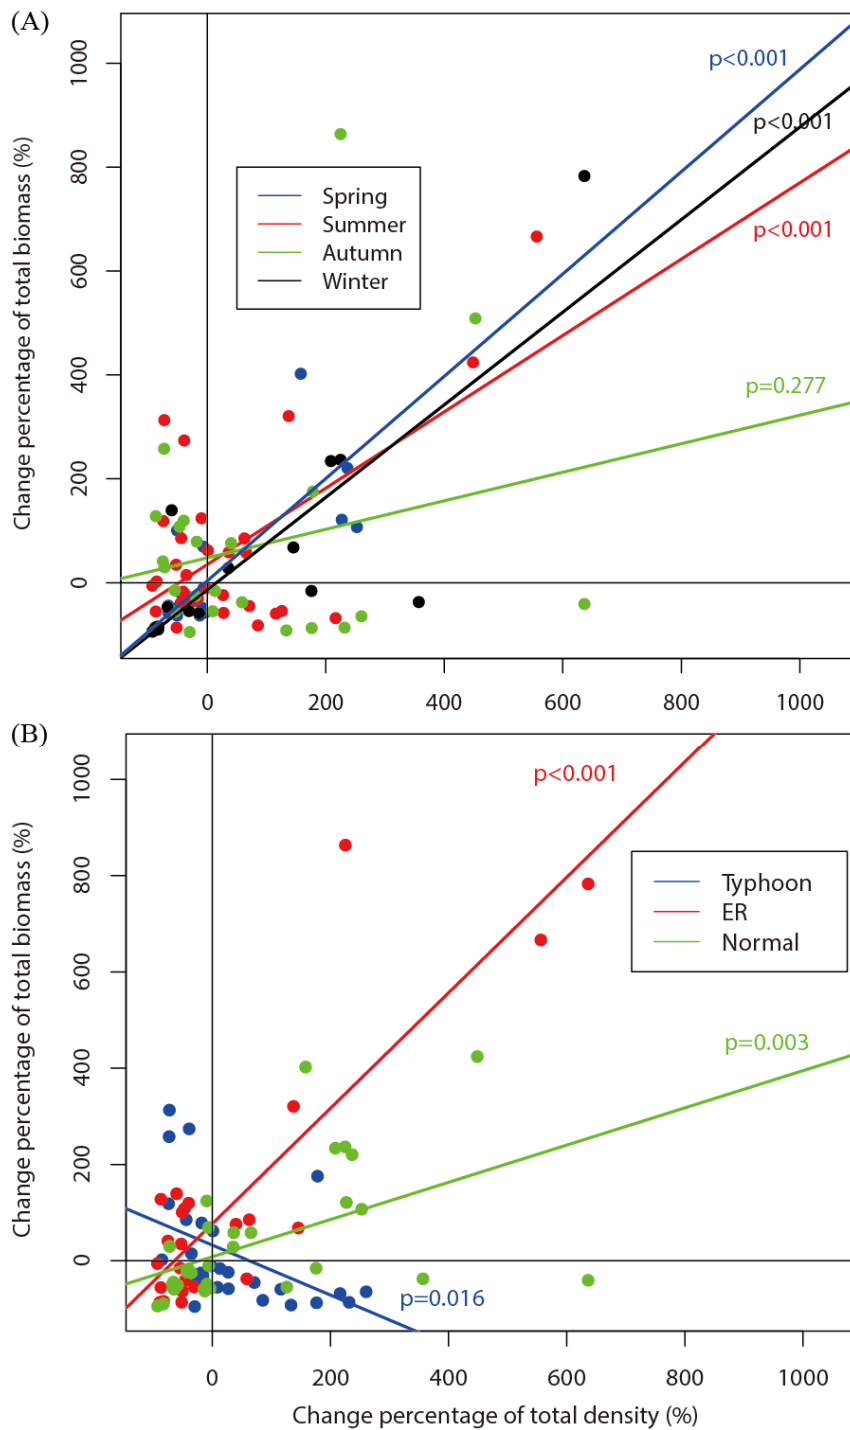 (A)
Change percentage of total biomass (%)
1000
800
600
400
200
0
Spring
Summer
Autumn
Winter
p<0.001
p<0.001
p<0.001
p=0.277
0 200 400 600 800 1000
(B)
Change percentage of total biomass (%)
1000
800
600
400
200
0
p<0.001
Typhoon
ER
Normal
p=0.003
p=0.016
0 200 400 600 800 1000
Change percentage of total density (%)